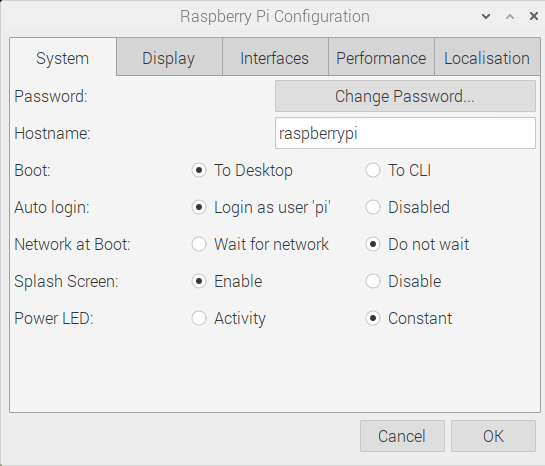 Raspberry Pi Configuration
System Display Interfaces Performance Localisation
Password: Change Password...
Hostname: raspberrypi
Boot: To Desktop To CLI
Auto login: Login as user 'pi' Disabled
Network at Boot: Wait for network Do not wait
Splash Screen: Enable Disable
Power LED: Activity Constant
Cancel OK